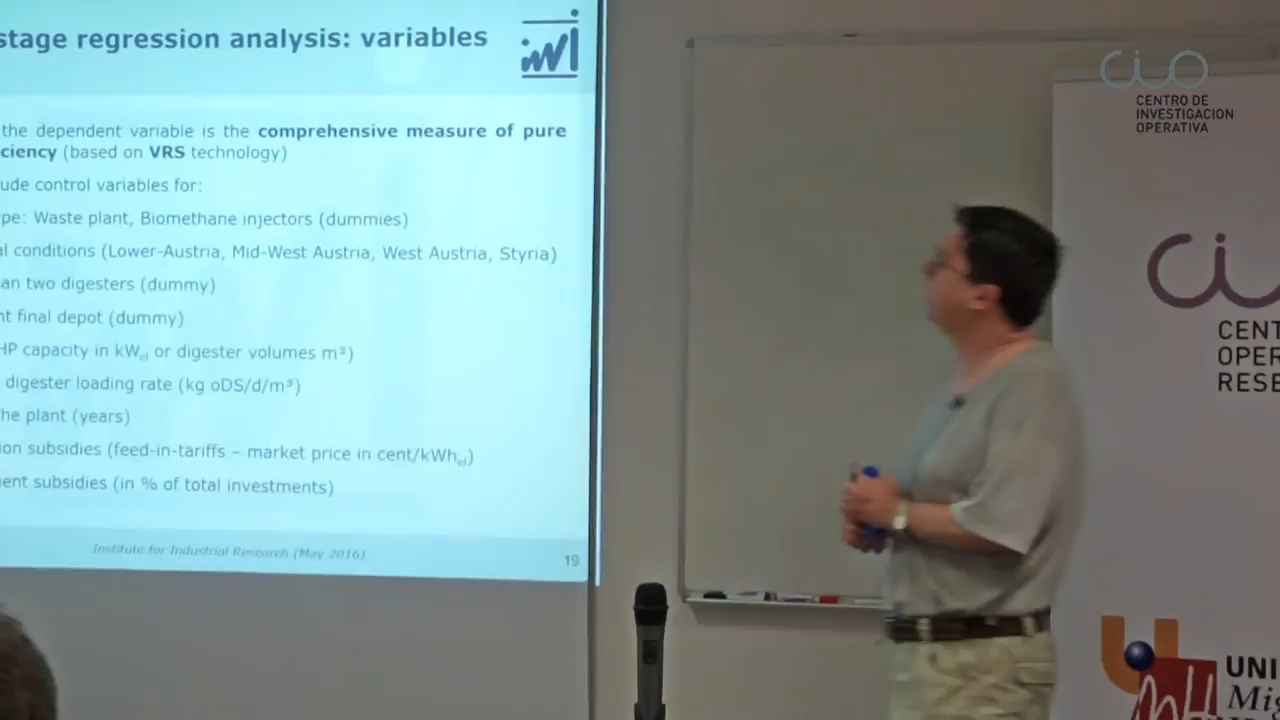 stage regression analysis: variables
the dependent variable is the comprehensive measure of pure
ciency (based on VRS technology)
ude control variables for:
pe: Waste plant, Biomethane injectors (dummies)
al conditions (Lower-Austria, Mid-West Austria, West Austria, Styria)
an two digesters (dummy)
nt final depot (dummy)
HP capacity in kWel or digester volumes m³)
digester loading rate (kg oDS/d/m³)
he plant (years)
ion subsidies (feed-in-tariffs – market price in cent/kWhel)
ent subsidies (in % of total investments)
Institute for Industrial Research (May 2016)
19
iWI
CiO
CENTRO DE
INVESTIGACION
OPERATIVA
CENT
OPER
RESE
UNI
Mig